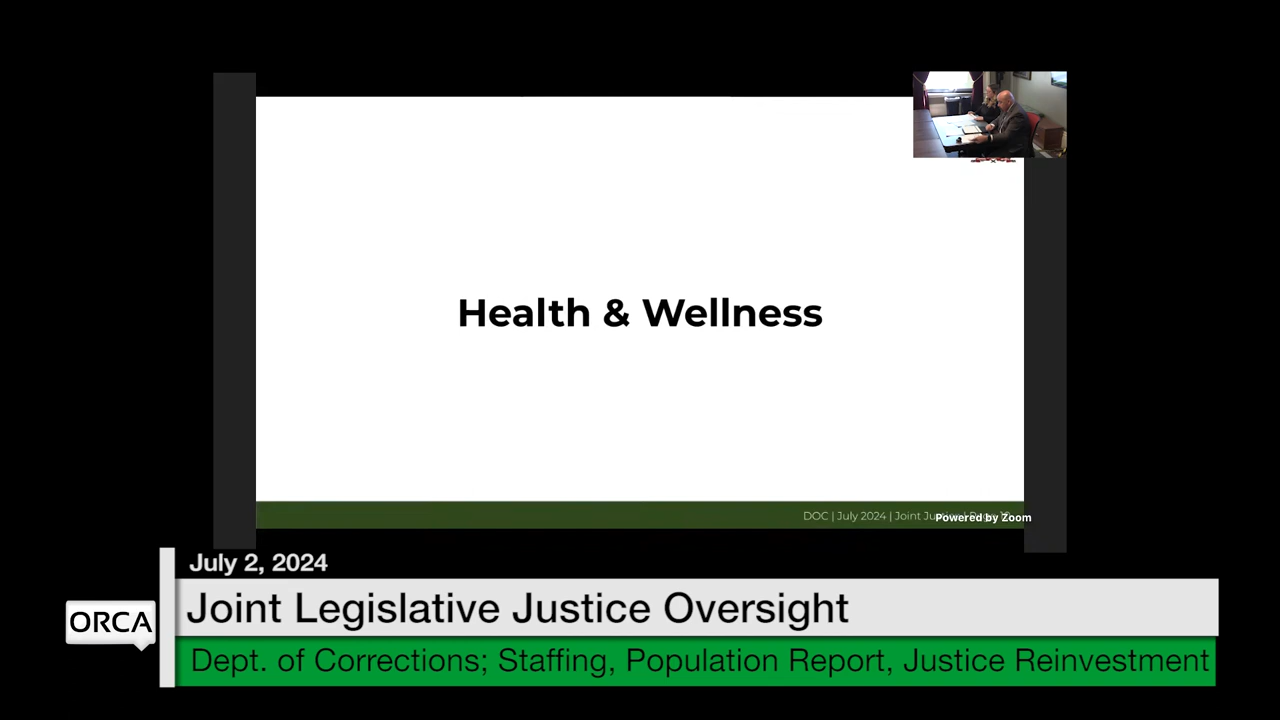 Health & Wellness
DOC | July 2024 | Joint
Powered by Zoom
July 2, 2024
ORCA
Joint Legislative Justice Oversight
Dept. of Corrections; Staffing, Population Report, Justice Reinvestment